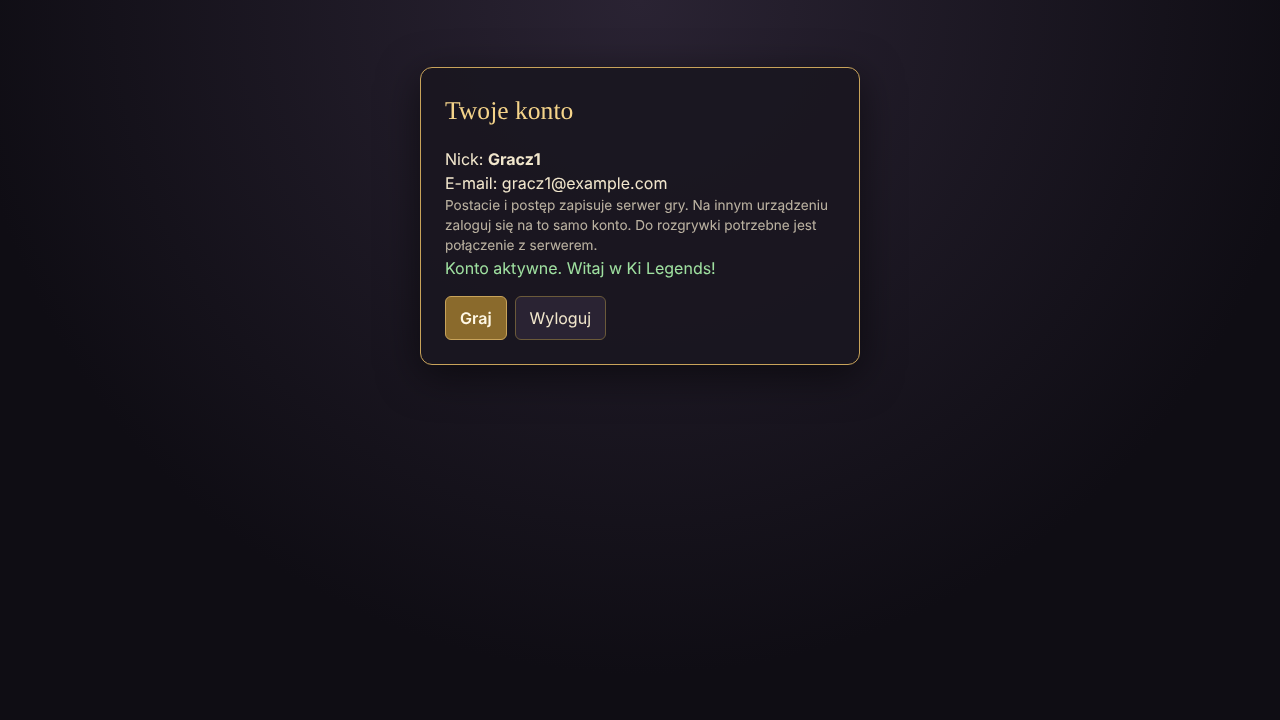 Twoje konto
Nick: Gracz1
E-mail: gracz1@example.com
Postacie i postęp zapisuje serwer gry. Na innym urządzeniu
zaloguj się na to samo konto. Do rozgrywki potrzebne jest
połączenie z serwerem.
Konto aktywne. Witaj w Ki Legends!
Graj
Wyloguj